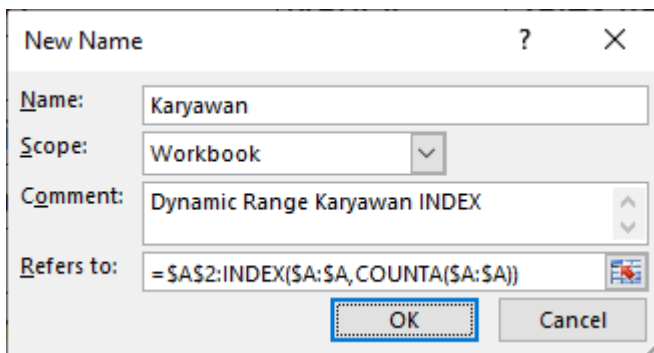 New Name ?
Name: Karyawan
Scope: Workbook
Comment: Dynamic Range Karyawan INDEX
Refers to: =$A$2:INDEX($A:$A,COUNTA($A:$A))
OK Cancel